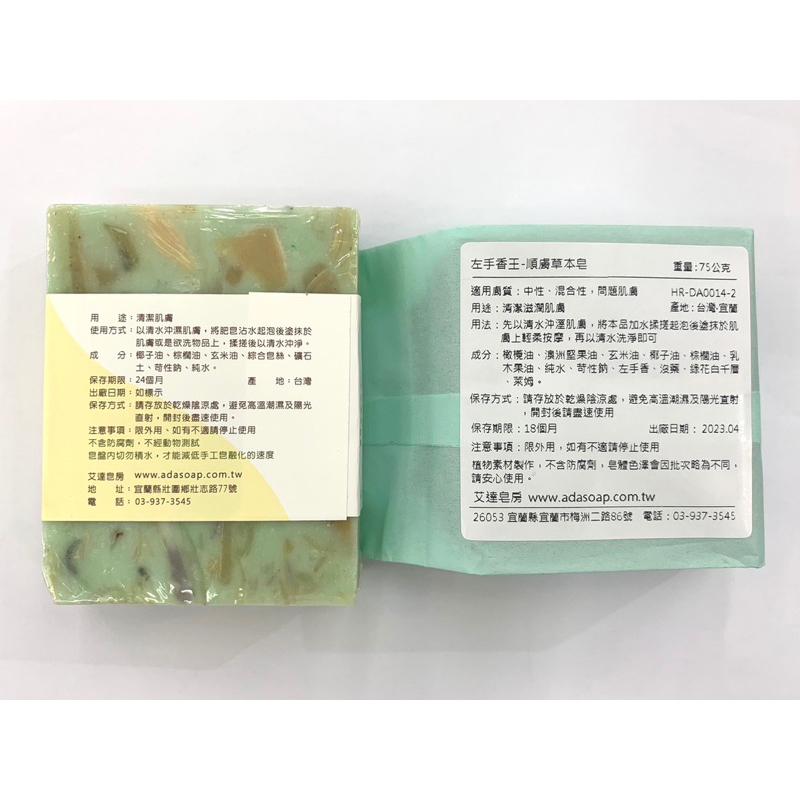 用　　途：清潔肌膚
使用方式：以清水沖濕肌膚，將肥皂沾水起泡後塗抹於
肌膚或是欲洗物品上，搓搓後以清水沖淨。
成　　分：椰子油、棕櫚油、玄米油、綜合皂絲、礦石
土、苛性鈉、純水。
保存期限：24個月　　產　　地：台灣
出廠日期：如標示
保存方式：請存放於乾燥陰涼處，避免高溫潮濕及陽光
直射，開封後盡速使用。
注意事項：限外用、如有不適請停止使用
不含防腐劑，不經動物測試
皂盤內切勿積水，才能減低手工皂融化的速度
艾達皂房　www.adasoap.com.tw
地　　址：宜蘭縣壯圍鄉壯志路77號
電　　話：03-937-3545
左手香王-順膚草本皂　重量:75公克
適用膚質：中性、混合性，問題肌膚　HR-DA0014-2
用途：清潔滋潤肌膚　產地:台灣-宜蘭
用法：先以清水沖溼肌膚，將本品加水搓搓起泡後塗抹於肌
膚上輕柔按摩，再以清水洗淨即可
成分：橄欖油、澳洲堅果油、玄米油、椰子油、棕櫚油、乳
木果油、純水、苛性鈉、左手香、沒藥、綠花白千層
、萊姆。
保存方式：請存放於乾燥陰涼處，避免高溫潮濕及陽光直射
，開封後請盡速使用
保存期限：18個月　出廠日期：2023.04
注意事項：限外用，如有不適請停止使用
植物素材製作，不含防腐劑，皂體色澤會因批次略為不同，
請安心使用。
艾達皂房 www.adasoap.com.tw
26053 宜蘭縣宜蘭市梅洲二路86號　電話：03-937-3545